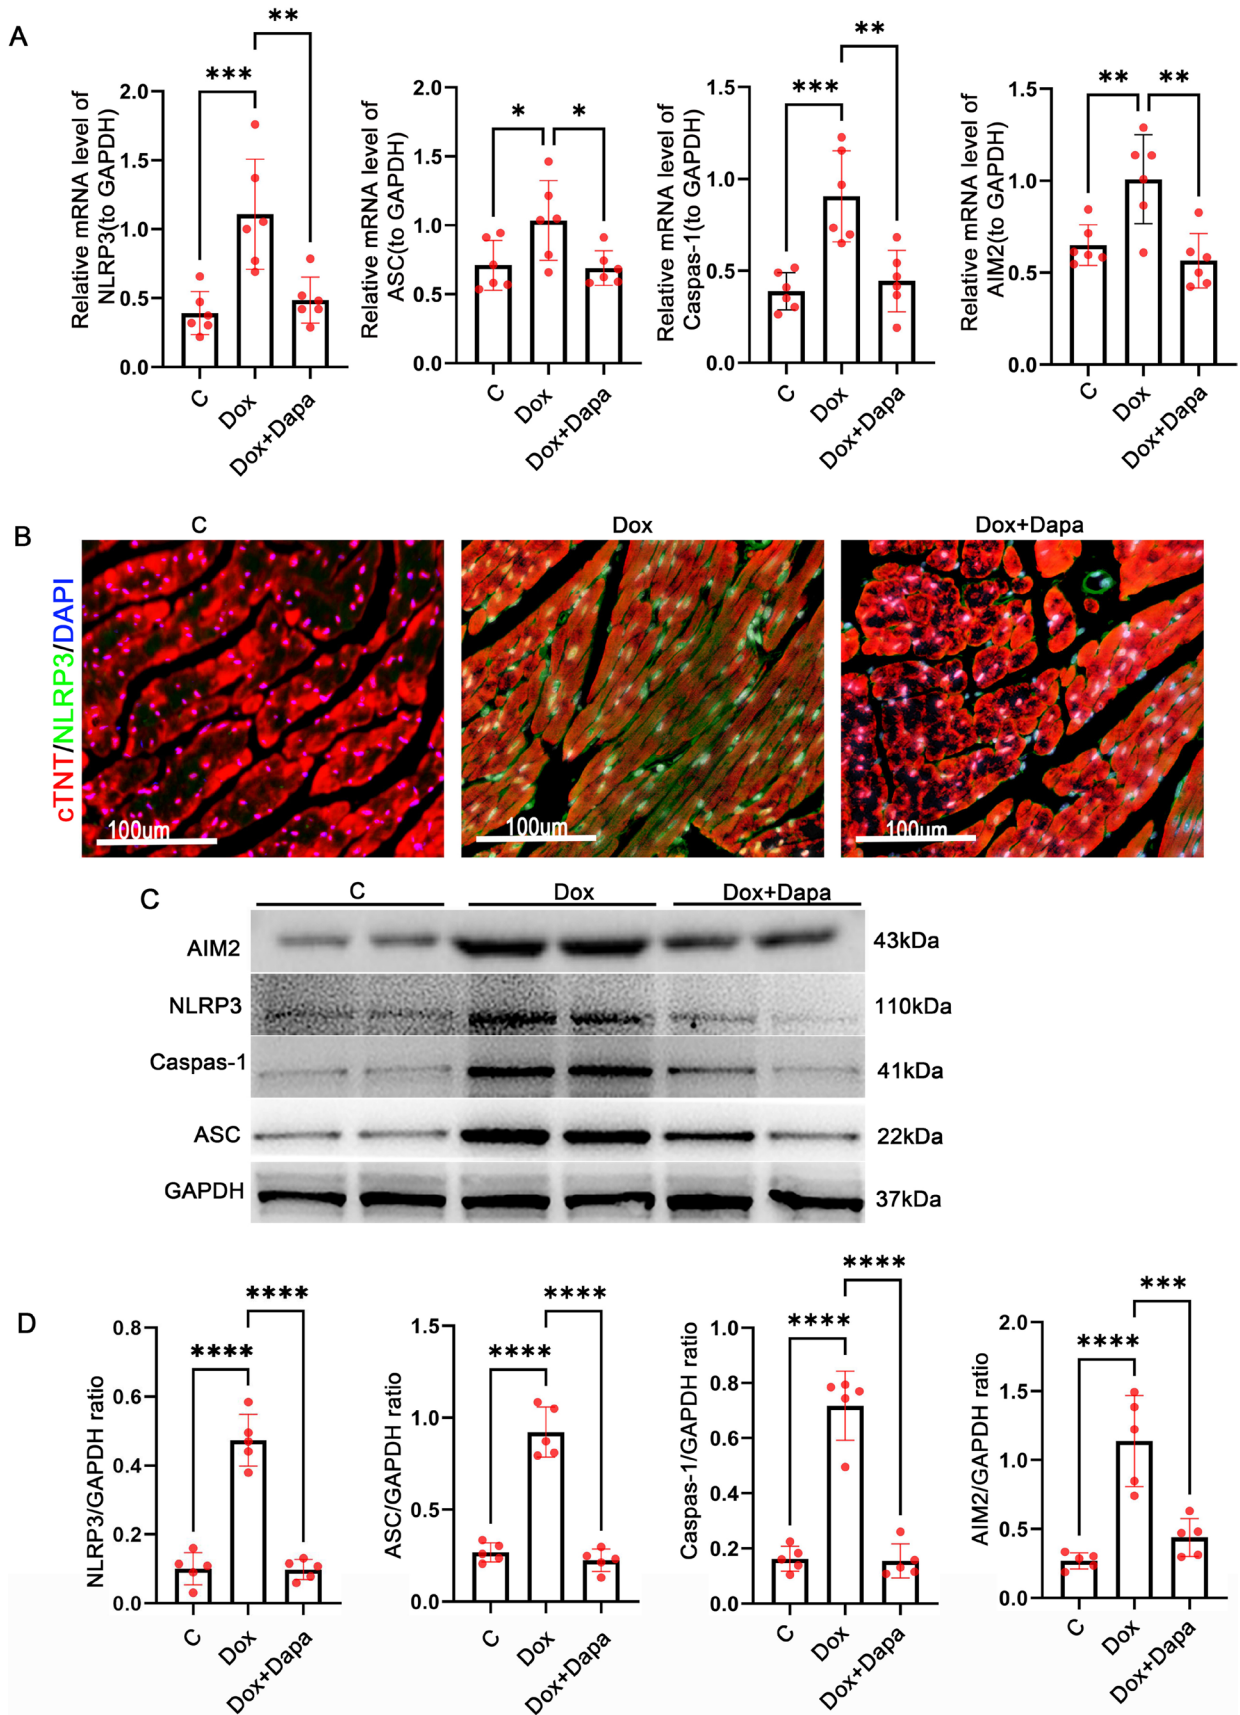 A
Relative mRNA level of
NLRP3(to GAPDH)
2.0
1.5
1.0
0.5
0.0
***
**
C
Dox
Dox+Dapa
Relative mRNA level of
ASC(to GAPDH)
2.0
1.5
1.0
0.5
0.0
*
*
C
Dox
Dox+Dapa
Relative mRNA level of
Caspas-1(to GAPDH)
1.5
1.0
0.5
0.0
***
**
C
Dox
Dox+Dapa
Relative mRNA level of
AIM2(to GAPDH)
1.5
1.0
0.5
0.0
**
**
C
Dox
Dox+Dapa
B
cTNT/NLRP3/DAPI
C
Dox
Dox+Dapa
100um
100um
100um
C
C
Dox
Dox+Dapa
AIM2
43kDa
NLRP3
110kDa
Caspas-1
41kDa
ASC
22kDa
GAPDH
37kDa
D
NLRP3/GAPDH ratio
0.8
0.6
0.4
0.2
0.0
****
****
C
Dox
Dox+Dapa
ASC/GAPDH ratio
1.5
1.0
0.5
0.0
****
****
C
Dox
Dox+Dapa
Caspas-1/GAPDH ratio
1.0
0.8
0.6
0.4
0.2
0.0
****
****
C
Dox
Dox+Dapa
AIM2/GAPDH ratio
2.0
1.5
1.0
0.5
0.0
****
***
C
Dox
Dox+Dapa